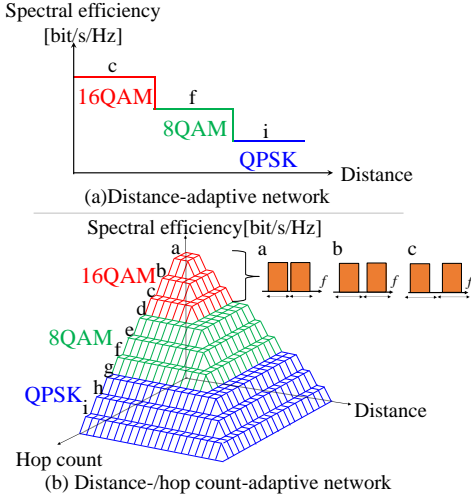 Spectral efficiency
[bit/s/Hz]
c
16QAM
f
8QAM
i
QPSK
Distance
(a)Distance-adaptive network
Spectral efficiency[bit/s/Hz]
a
b
16QAM
c
d
8QAM
e
f
g
QPSK
h
i
a
b
c
f
f
f
Distance
Hop count
(b) Distance-/hop count-adaptive network